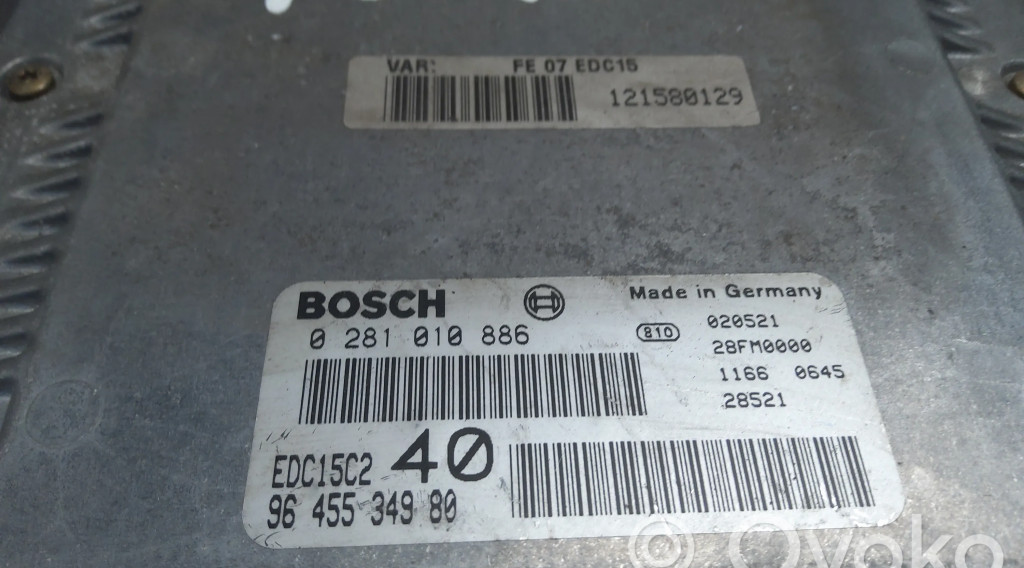 VAR: FE 07 EDC15
121580129
BOSCH
Made in Germany
0 281 010 886
810
020521
28FM0000
1166 0645
28521
EDC15C2 40
96 455 349 80
© Ovoko